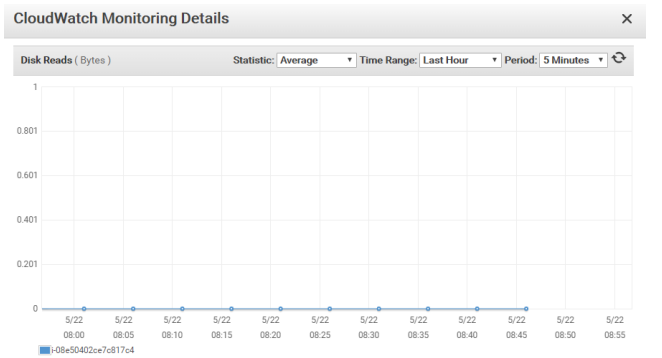 CloudWatch Monitoring Details ×
Disk Reads ( Bytes ) Statistic: Average Time Range: Last Hour Period: 5 Minutes
1
0.801
0.601
0.401
0.201
0
5/22 5/22 5/22 5/22 5/22 5/22 5/22 5/22 5/22 5/22 5/22 5/22
08:00 08:05 08:10 08:15 08:20 08:25 08:30 08:35 08:40 08:45 08:50 08:55
i-08e50402ce7c817c4